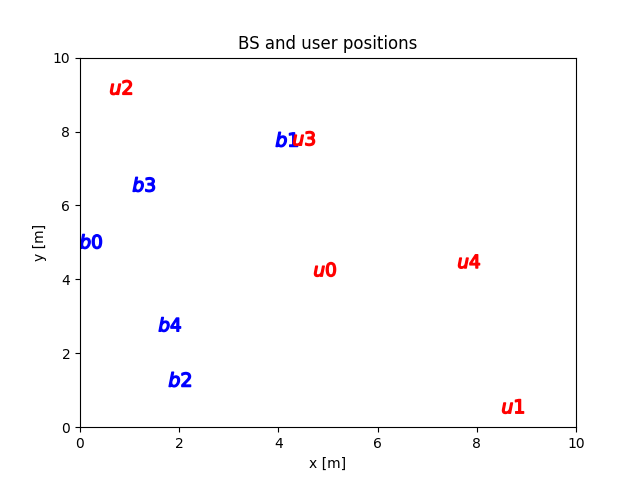 BS and user positions
10
u2
8
b1 u3
b3
6
b0
y [m]
u0
u4
4
b4
2
b2
u1
0
0 2 4 6 8 10
x [m]